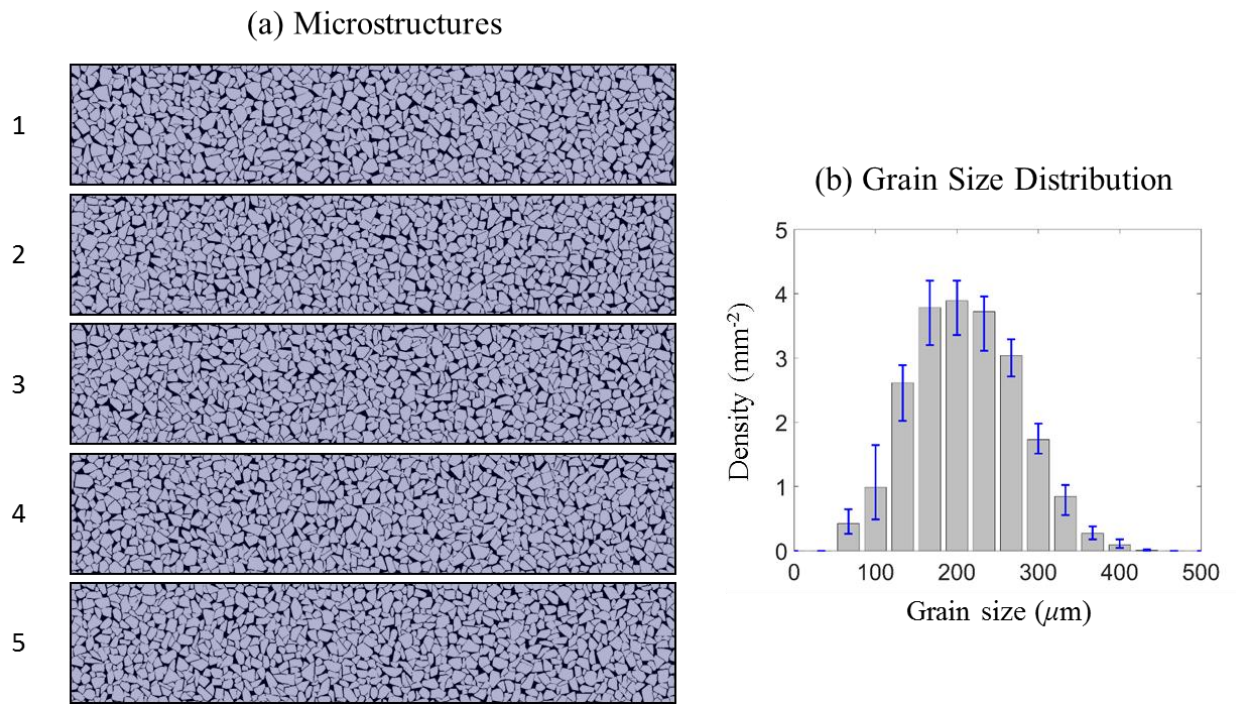 (a) Microstructures
1
2
3
4
5
(b) Grain Size Distribution
5
4
3
2
1
0
Density (mm-2)
0 100 200 300 400 500
Grain size (μm)